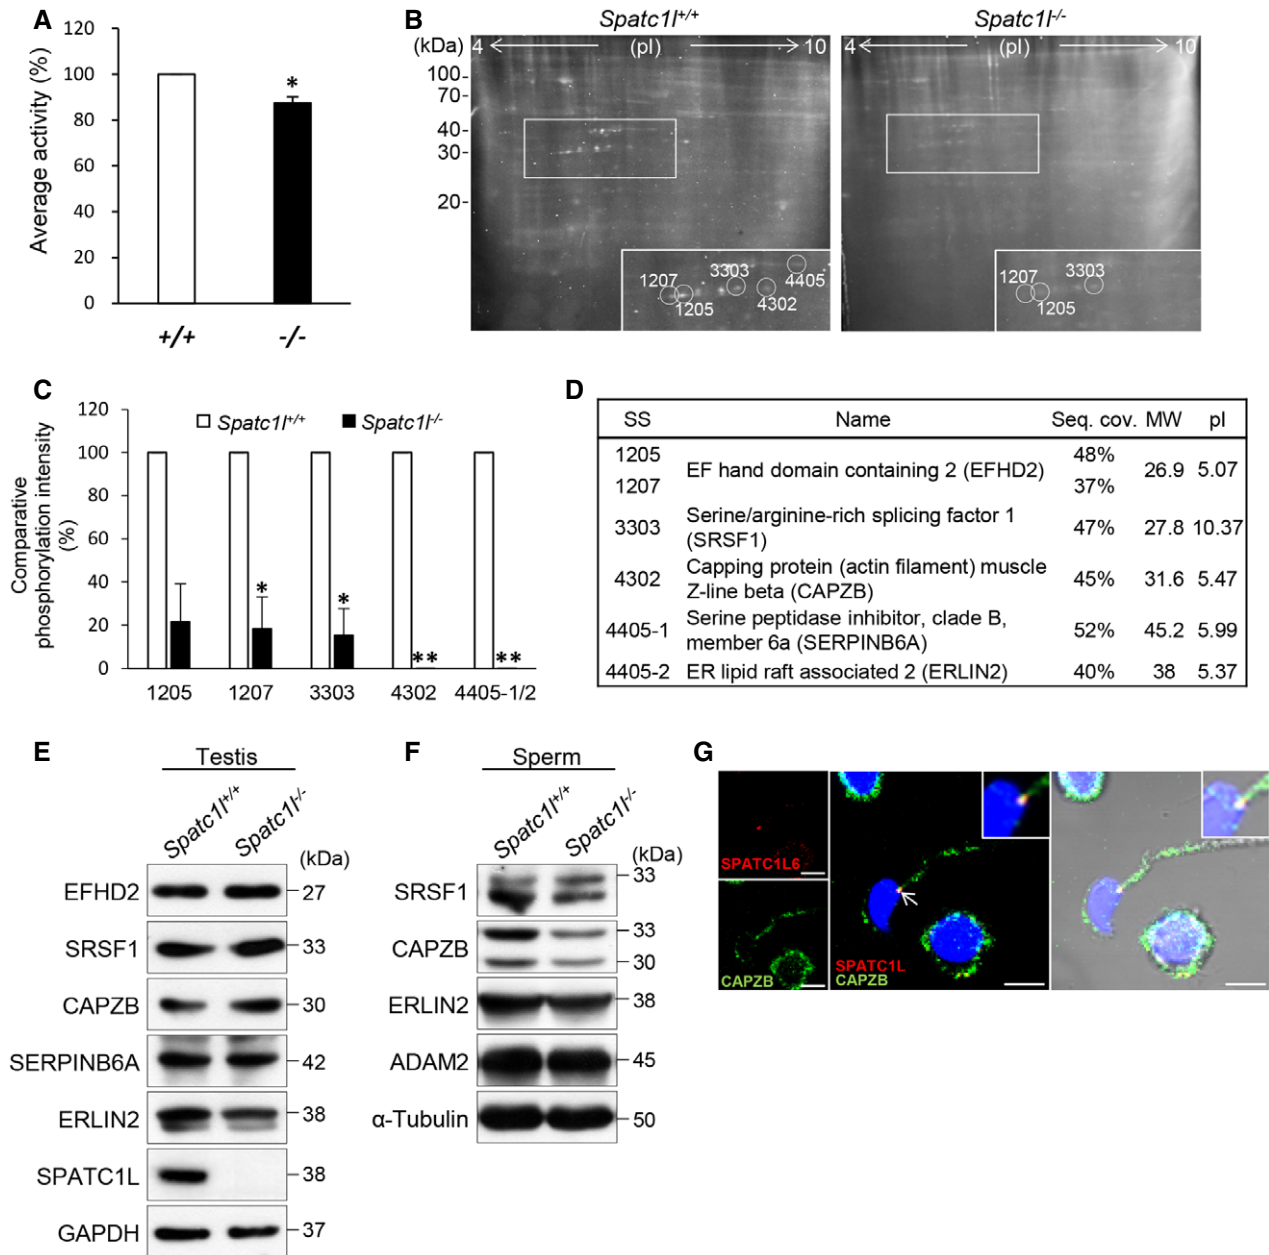 A
120
100
80
60
40
20
0
Average activity (%)
*
+/+
-/-
B
Spatc1l+/+
Spatc1l-/-
(kDa)
4
(pI)
10
4
(pI)
10
100-
70-
40-
30-
20-
1207
1205
3303
4302
4405
1207
1205
3303
C
120
100
80
60
40
20
0
Comparative
phosphorylation intensity
(%)
Spatc1l+/+
Spatc1l-/-
*
*
**
**
1205
1207
3303
4302
4405-1/2
D
SS Name Seq. cov. MW pI
1205 48%
EF hand domain containing 2 (EFHD2) 26.9 5.07
1207 37%
Serine/arginine-rich splicing factor 1
3303 47% 27.8 10.37
(SRSF1)
Capping protein (actin filament) muscle
4302 45% 31.6 5.47
Z-line beta (CAPZB)
Serine peptidase inhibitor, clade B,
4405-1 52% 45.2 5.99
member 6a (SERPINB6A)
4405-2 ER lipid raft associated 2 (ERLIN2) 40% 38 5.37
E
Testis
Spatc1l+/+
Spatc1l-/-
(kDa)
EFHD2 27
SRSF1 33
CAPZB 30
SERPINB6A 42
ERLIN2 38
SPATC1L 38
GAPDH 37
F
Sperm
Spatc1l+/+
Spatc1l-/-
(kDa)
33
SRSF1
CAPZB 33
30
ERLIN2 38
ADAM2 45
α-Tubulin 50
G
SPATC1L6
CAPZB
SPATC1L
CAPZB